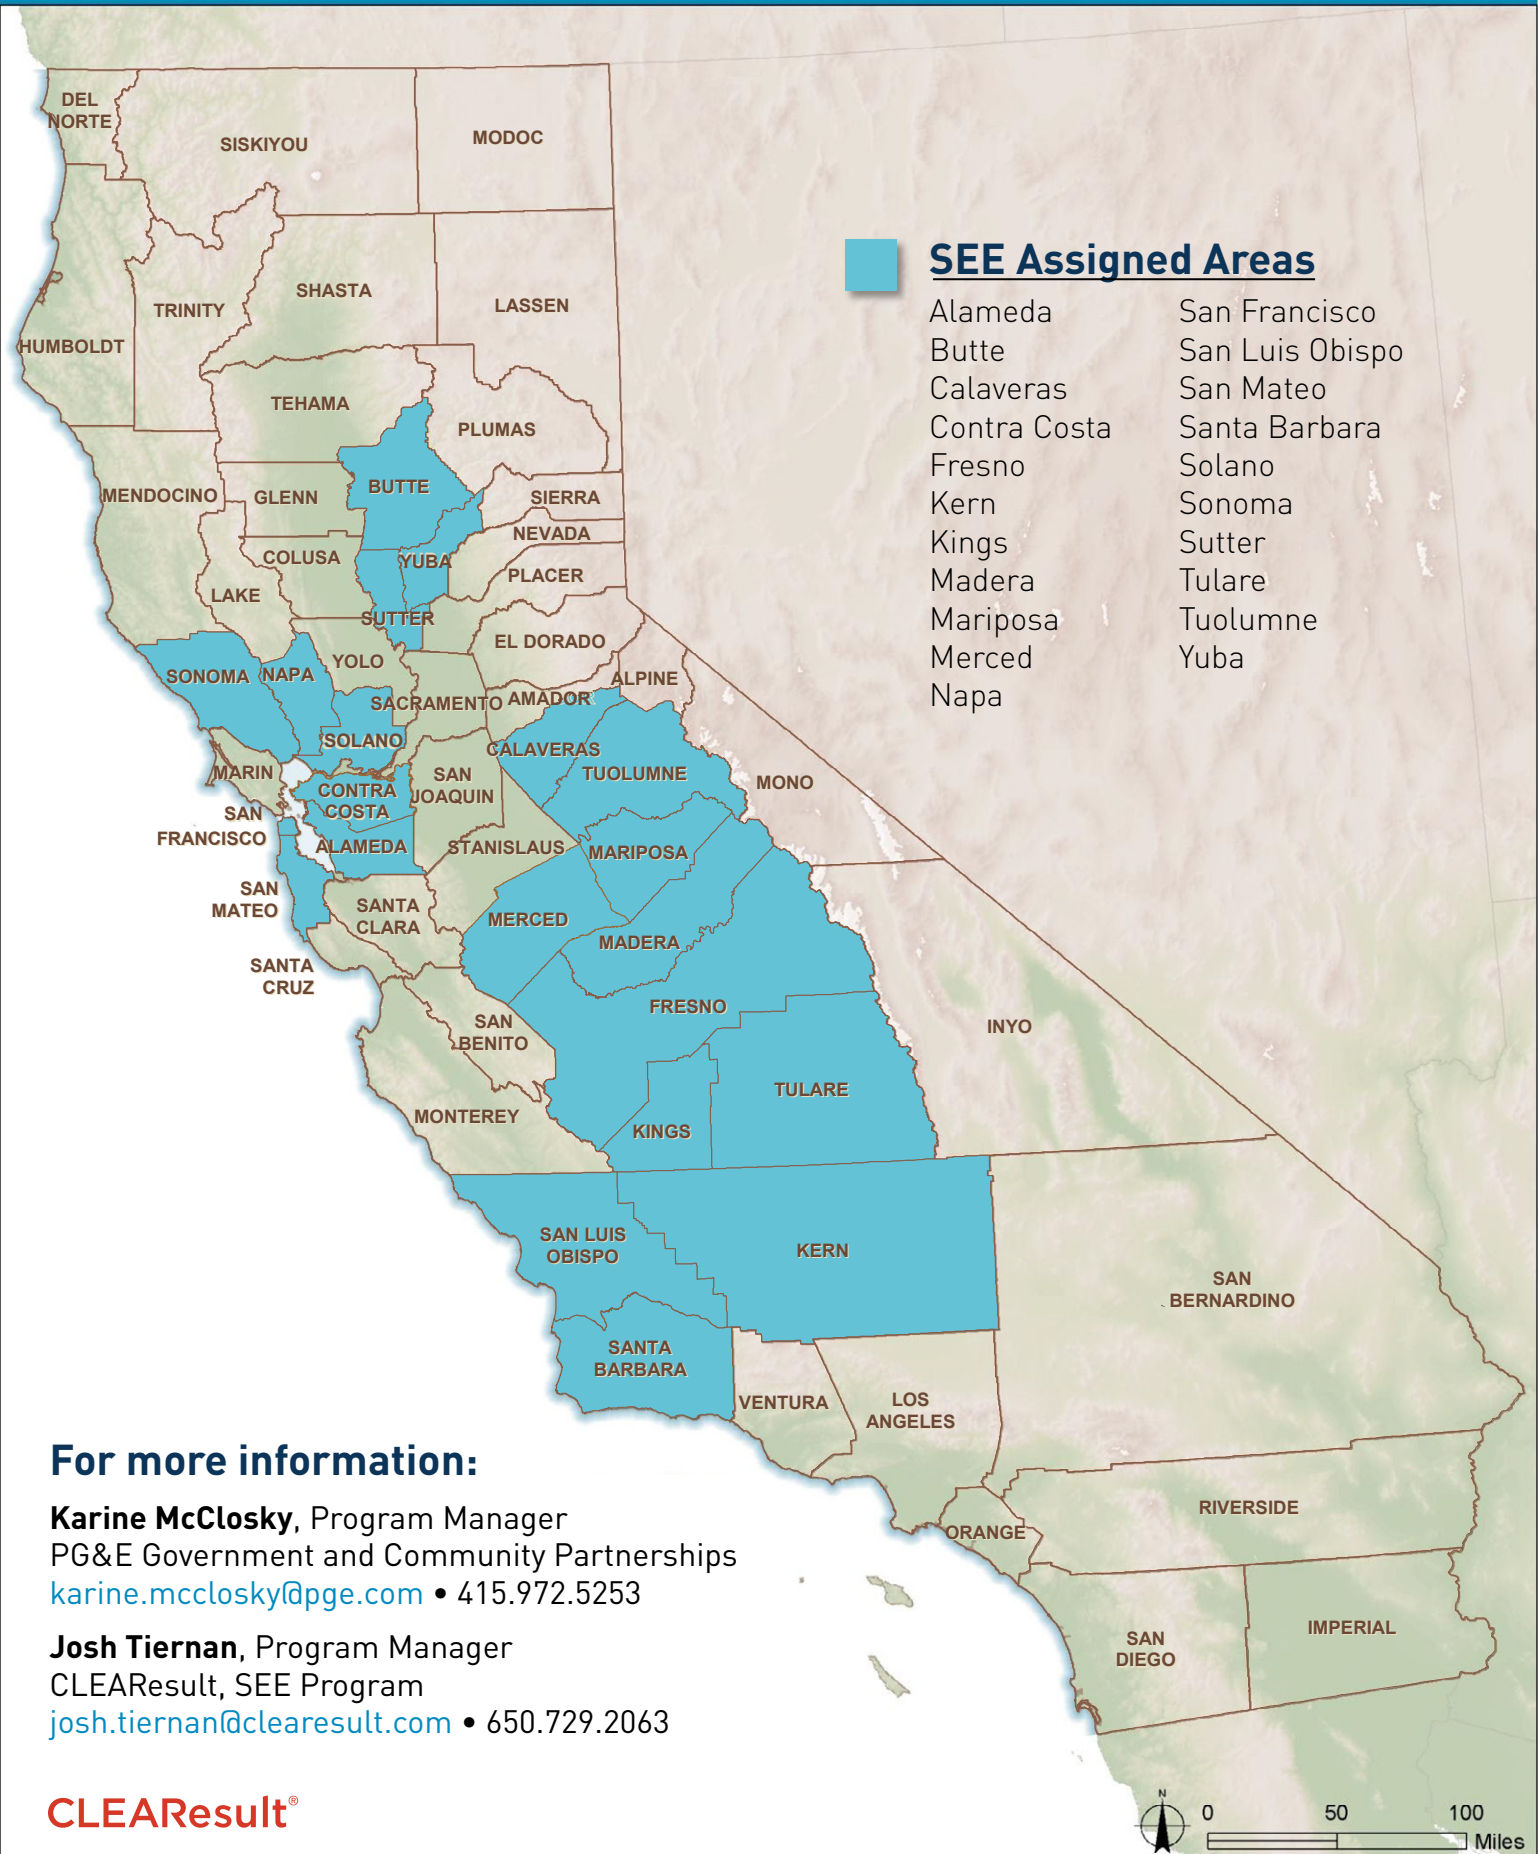 DEL
NORTE
SISKIYOU
MODOC
HUMBOLDT
TRINITY
SHASTA
LASSEN
TEHAMA
PLUMAS
MENDOCINO
GLENN
BUTTE
SIERRA
NEVADA
COLUSA
YUBA
PLACER
LAKE
SUTTER
EL DORADO
SONOMA
NAPA
YOLO
ALPINE
SACRAMENTO
AMADOR
SOLANO
CALAVERAS
MARIN
SAN
JOAQUIN
TUOLUMNE
MONO
CONTRA
COSTA
SAN
FRANCISCO
ALAMEDA
STANISLAUS
MARIPOSA
SAN
MATEO
SANTA
CLARA
MERCED
MADERA
SANTA
CRUZ
FRESNO
SAN
BENITO
INYO
TULARE
MONTEREY
KINGS
SAN LUIS
OBISPO
KERN
SAN
BERNARDINO
SANTA
BARBARA
VENTURA
LOS
ANGELES
RIVERSIDE
ORANGE
SAN
DIEGO
IMPERIAL
SEE Assigned Areas
Alameda
Butte
Calaveras
Contra Costa
Fresno
Kern
Kings
Madera
Mariposa
Merced
Napa
San Francisco
San Luis Obispo
San Mateo
Santa Barbara
Solano
Sonoma
Sutter
Tulare
Tuolumne
Yuba
For more information:
Karine McClosky, Program Manager
PG&E Government and Community Partnerships
karine.mcclosky@pge.com • 415.972.5253
Josh Tiernan, Program Manager
CLEAResult, SEE Program
josh.tiernan@clearesult.com • 650.729.2063
CLEAResult®
N
0 50 100
Miles